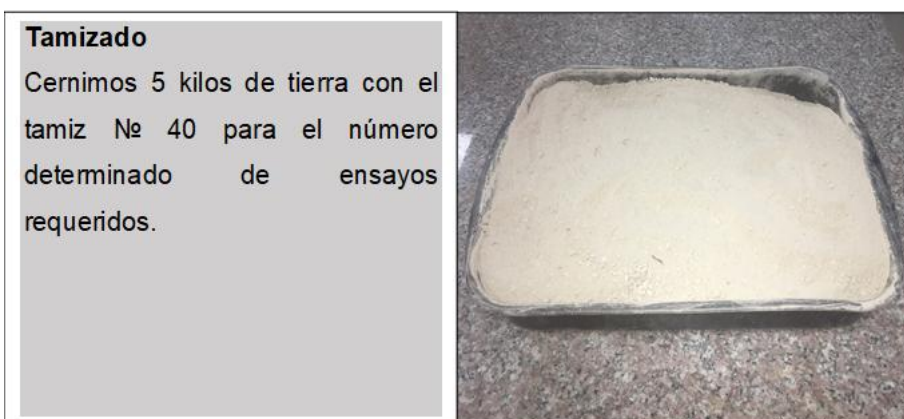 Tamizado
Cernimos 5 kilos de tierra con el
tamiz № 40 para el número
determinado de ensayos
requeridos.